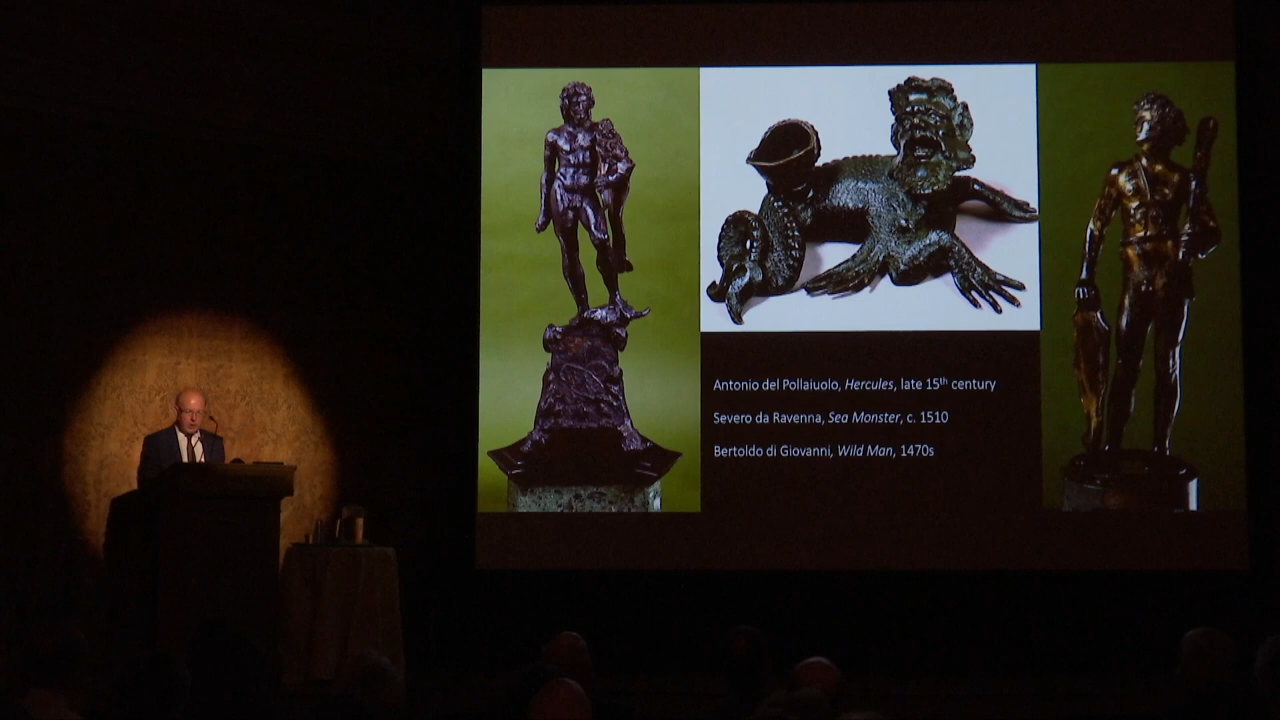 Antonio del Pollaiuolo, Hercules, late 15th century
Severo da Ravenna, Sea Monster, c. 1510
Bertoldo di Giovanni, Wild Man, 1470s